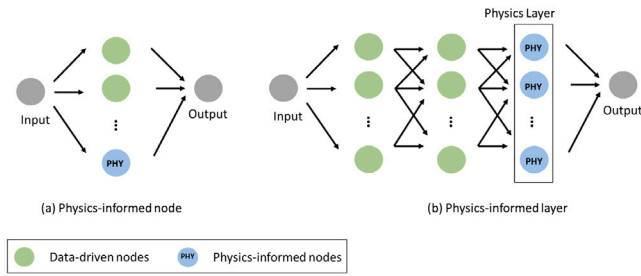 Physics Layer
PHY
PHY
Input
Output
Input
Output
...
...
...
...
PHY
PHY
(a) Physics-informed node
(b) Physics-informed layer
Data-driven nodes
PHY
Physics-informed nodes